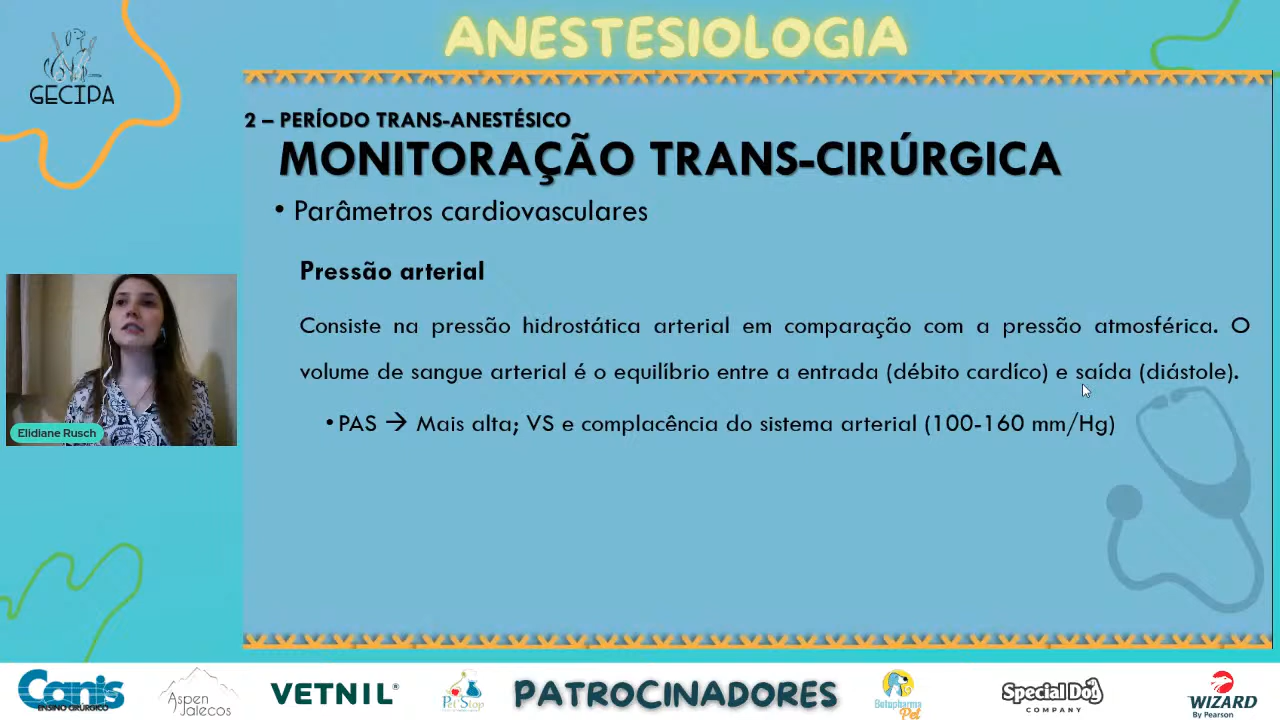 ANESTESIOLOGIA
GECIPA
2 – PERÍODO TRANS-ANESTÉSICO
MONITORAÇÃO TRANS-CIRÚRGICA
• Parâmetros cardiovasculares
Pressão arterial
Consiste na pressão hidrostática arterial em comparação com a pressão atmosférica. O
volume de sangue arterial é o equilíbrio entre a entrada (débito cardíco) e saída (diástole).
• PAS → Mais alta; VS e complacência do sistema arterial (100-160 mm/Hg)
Elidiane Rusch
Canis
ENSINO CIRÚRGICO
Aspen
Jalecos
VETNIL®
Pet Stop
PATROCINADORES
Botupharma
Pet
Special Dog
COMPANY
WIZARD
By Pearson